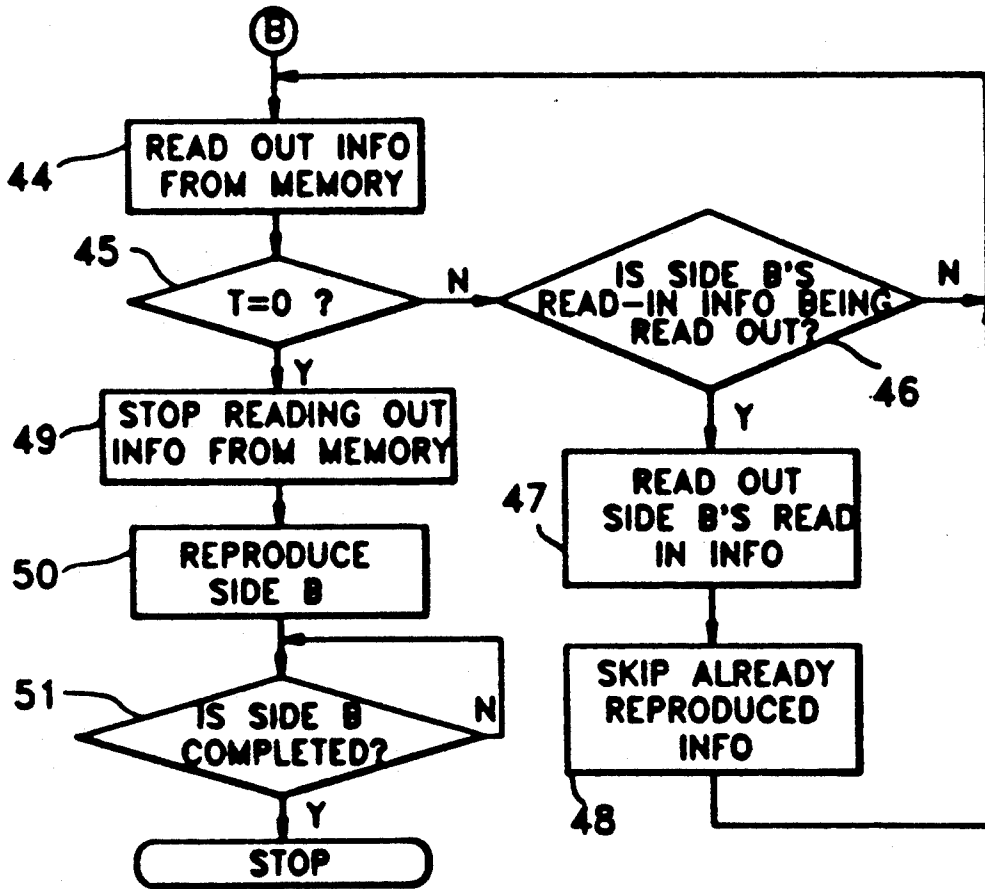 B
READ OUT INFO
FROM MEMORY
44
45
T=0 ?
N
IS SIDE B'S
READ-IN INFO BEING
READ OUT?
N
46
Y
Y
STOP READING OUT
INFO FROM MEMORY
49
READ OUT
SIDE B'S READ
IN INFO
47
REPRODUCE
SIDE B
50
SKIP ALREADY
REPRODUCED
INFO
48
51
IS SIDE B
COMPLETED?
N
Y
STOP